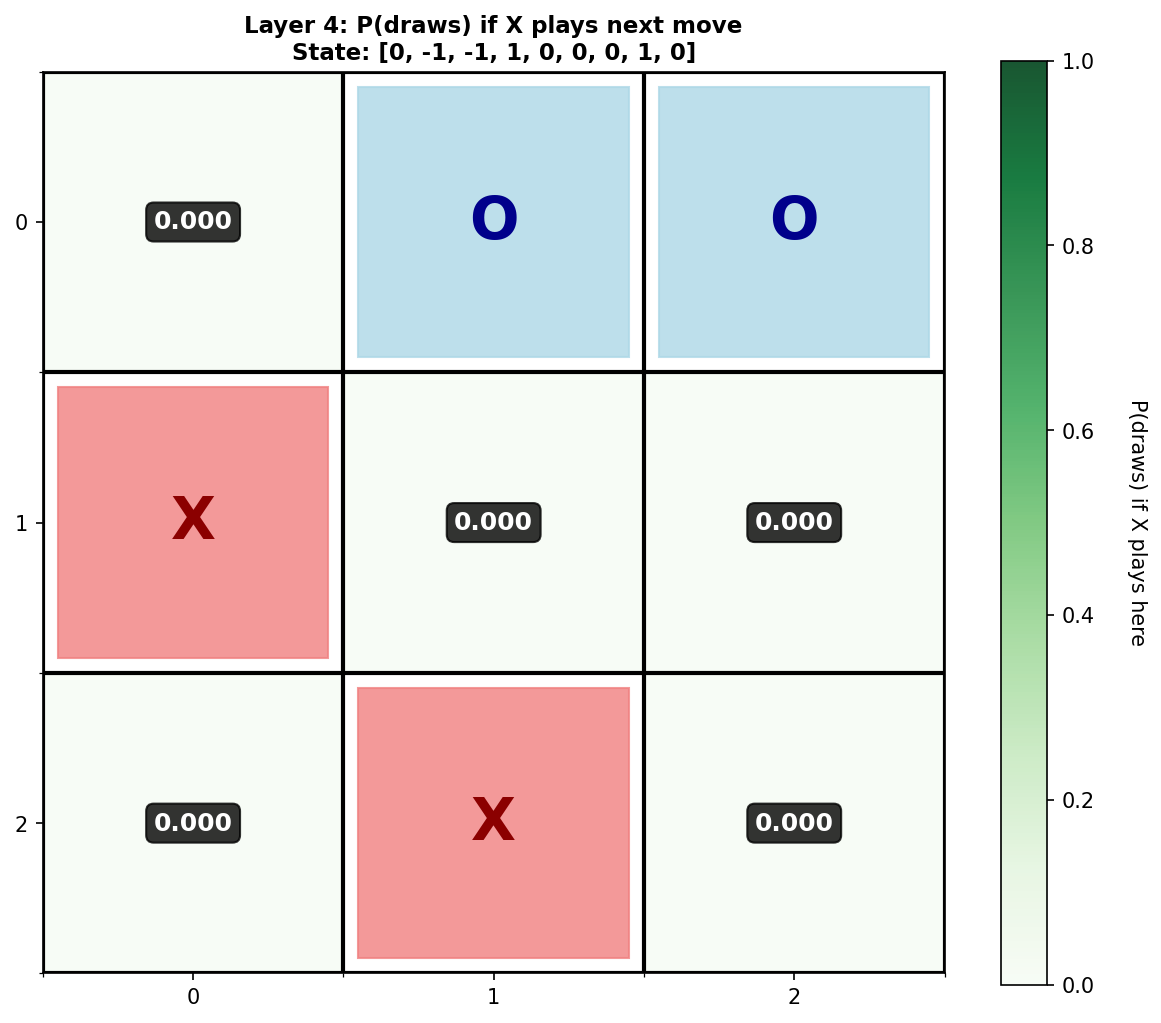 Layer 4: P(draws) if X plays next move
State: [0, -1, -1, 1, 0, 0, 0, 1, 0]
0
0.000
O
O
1
X
0.000
0.000
2
0.000
X
0.000
0
1
2
1.0
0.8
0.6
0.4
0.2
0.0
P(draws) if X plays here